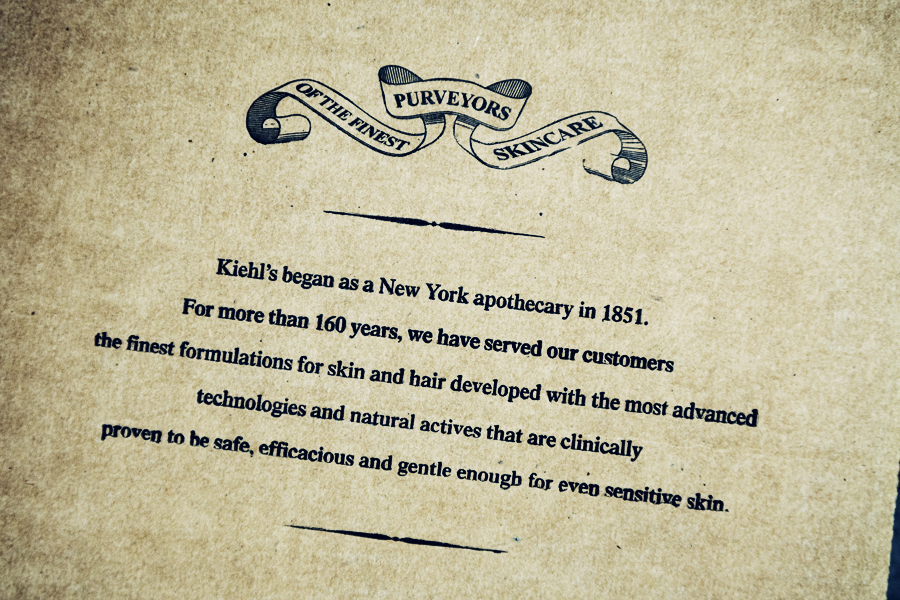 PURVEYORS
OF THE FINEST SKINCARE
Kiehl's began as a New York apothecary in 1851.
For more than 160 years, we have served our customers
the finest formulations for skin and hair developed with the most advanced
technologies and natural actives that are clinically
proven to be safe, efficacious and gentle enough for even sensitive skin.